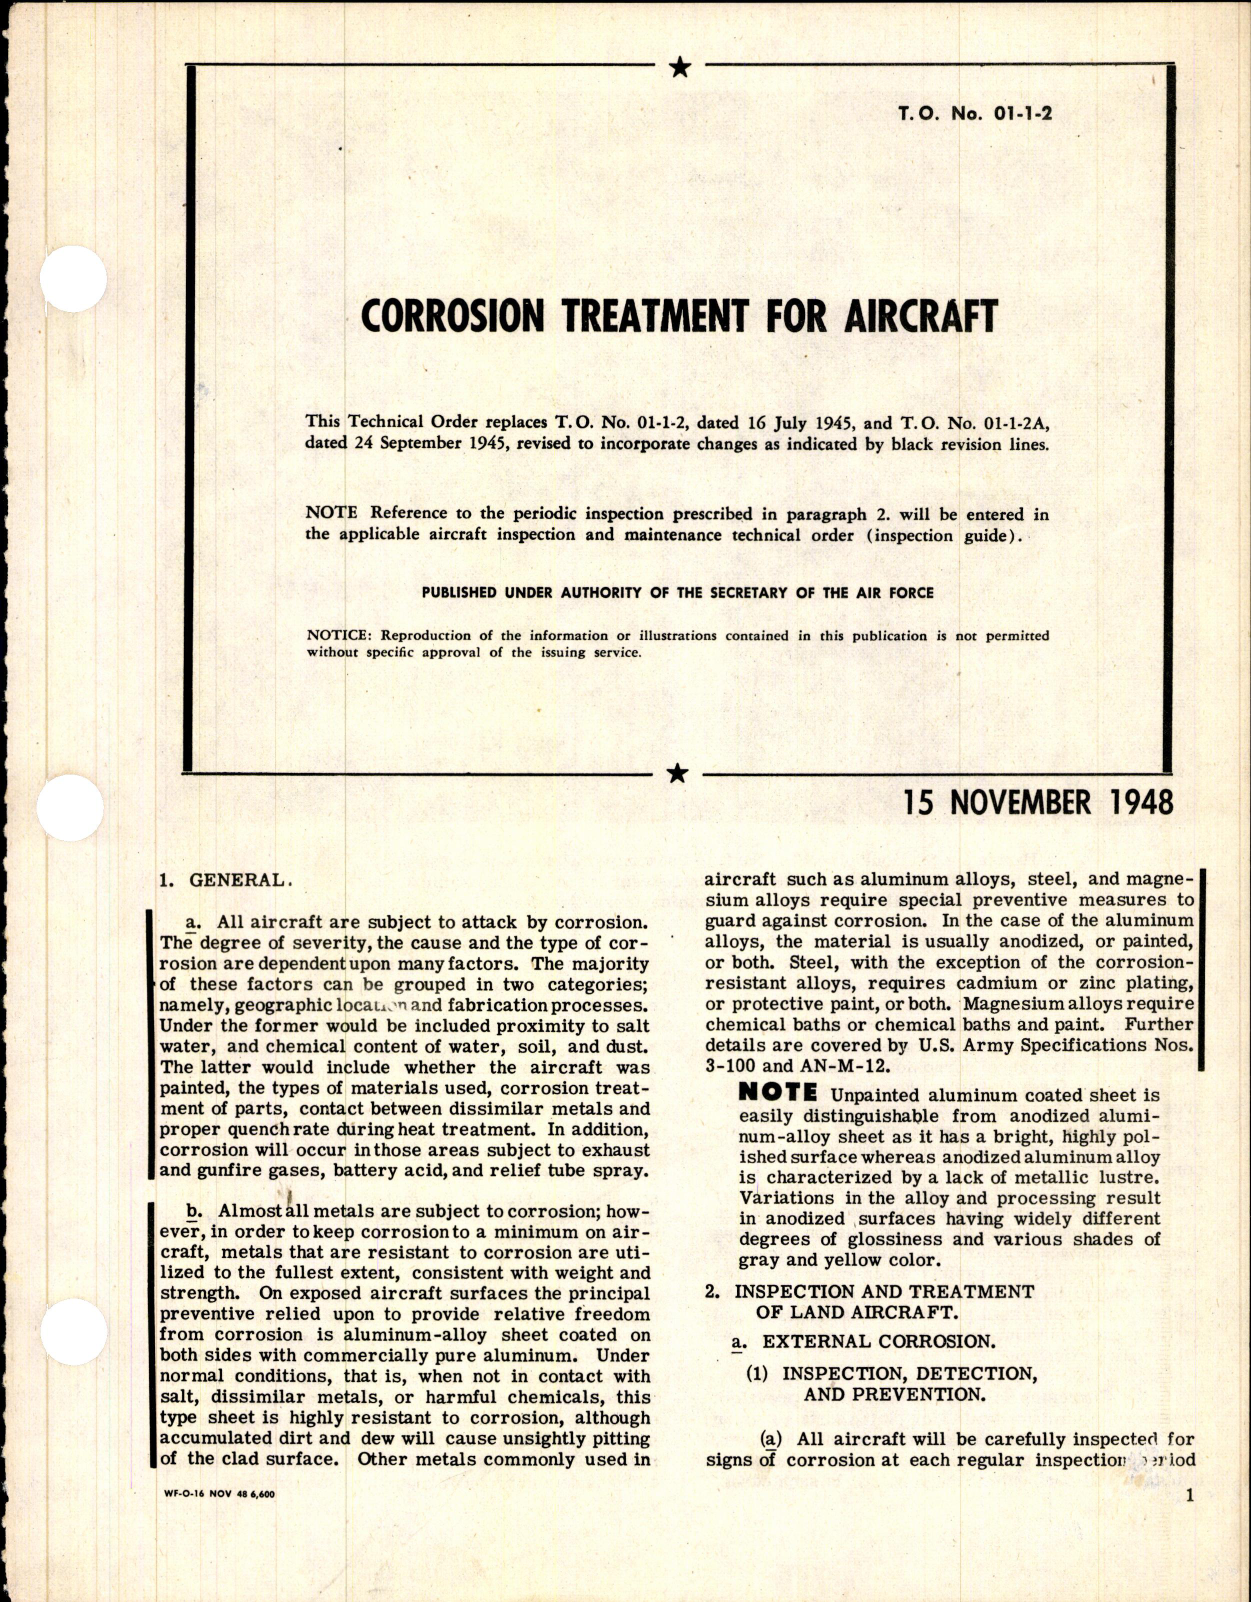 T. O. No. 01-1-2
CORROSION TREATMENT FOR AIRCRAFT
This Technical Order replaces T. O. No. 01-1-2, dated 16 July 1945, and T. O. No. 01-1-2A,
dated 24 September 1945, revised to incorporate changes as indicated by black revision lines.
NOTE Reference to the periodic inspection prescribed in paragraph 2. will be entered in
the applicable aircraft inspection and maintenance technical order (inspection guide).
PUBLISHED UNDER AUTHORITY OF THE SECRETARY OF THE AIR FORCE
NOTICE: Reproduction of the information or illustrations contained in this publication is not permitted
without specific approval of the issuing service.
15 NOVEMBER 1948
1. GENERAL.
a. All aircraft are subject to attack by corrosion.
The degree of severity, the cause and the type of cor-
rosion are dependent upon many factors. The majority
of these factors can be grouped in two categories;
namely, geographic location and fabrication processes.
Under the former would be included proximity to salt
water, and chemical content of water, soil, and dust.
The latter would include whether the aircraft was
painted, the types of materials used, corrosion treat-
ment of parts, contact between dissimilar metals and
proper quench rate during heat treatment. In addition,
corrosion will occur in those areas subject to exhaust
and gunfire gases, battery acid, and relief tube spray.
b. Almost all metals are subject to corrosion; how-
ever, in order to keep corrosion to a minimum on air-
craft, metals that are resistant to corrosion are uti-
lized to the fullest extent, consistent with weight and
strength. On exposed aircraft surfaces the principal
preventive relied upon to provide relative freedom
from corrosion is aluminum-alloy sheet coated on
both sides with commercially pure aluminum. Under
normal conditions, that is, when not in contact with
salt, dissimilar metals, or harmful chemicals, this
type sheet is highly resistant to corrosion, although
accumulated dirt and dew will cause unsightly pitting
of the clad surface. Other metals commonly used in
aircraft such as aluminum alloys, steel, and magne-
sium alloys require special preventive measures to
guard against corrosion. In the case of the aluminum
alloys, the material is usually anodized, or painted,
or both. Steel, with the exception of the corrosion-
resistant alloys, requires cadmium or zinc plating,
or protective paint, or both. Magnesium alloys require
chemical baths or chemical baths and paint. Further
details are covered by U.S. Army Specifications Nos.
3-100 and AN-M-12.
NOTE Unpainted aluminum coated sheet is
easily distinguishable from anodized alumi-
num-alloy sheet as it has a bright, highly pol-
ished surface whereas anodized aluminum alloy
is characterized by a lack of metallic lustre.
Variations in the alloy and processing result
in anodized surfaces having widely different
degrees of glossiness and various shades of
gray and yellow color.
2. INSPECTION AND TREATMENT
OF LAND AIRCRAFT.
a. EXTERNAL CORROSION.
(1) INSPECTION, DETECTION,
AND PREVENTION.
(a) All aircraft will be carefully inspected for
signs of corrosion at each regular inspection period
WF-O-16 NOV 48 6,600
1